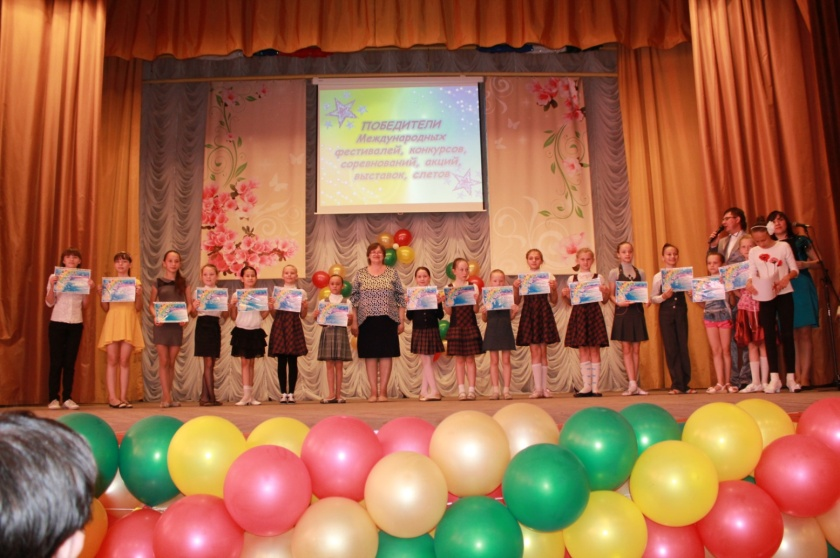 ПОБЕДИТЕЛИ
Международных
фестивалей, конкурсов,
соревнований, акций,
выставок, слетов